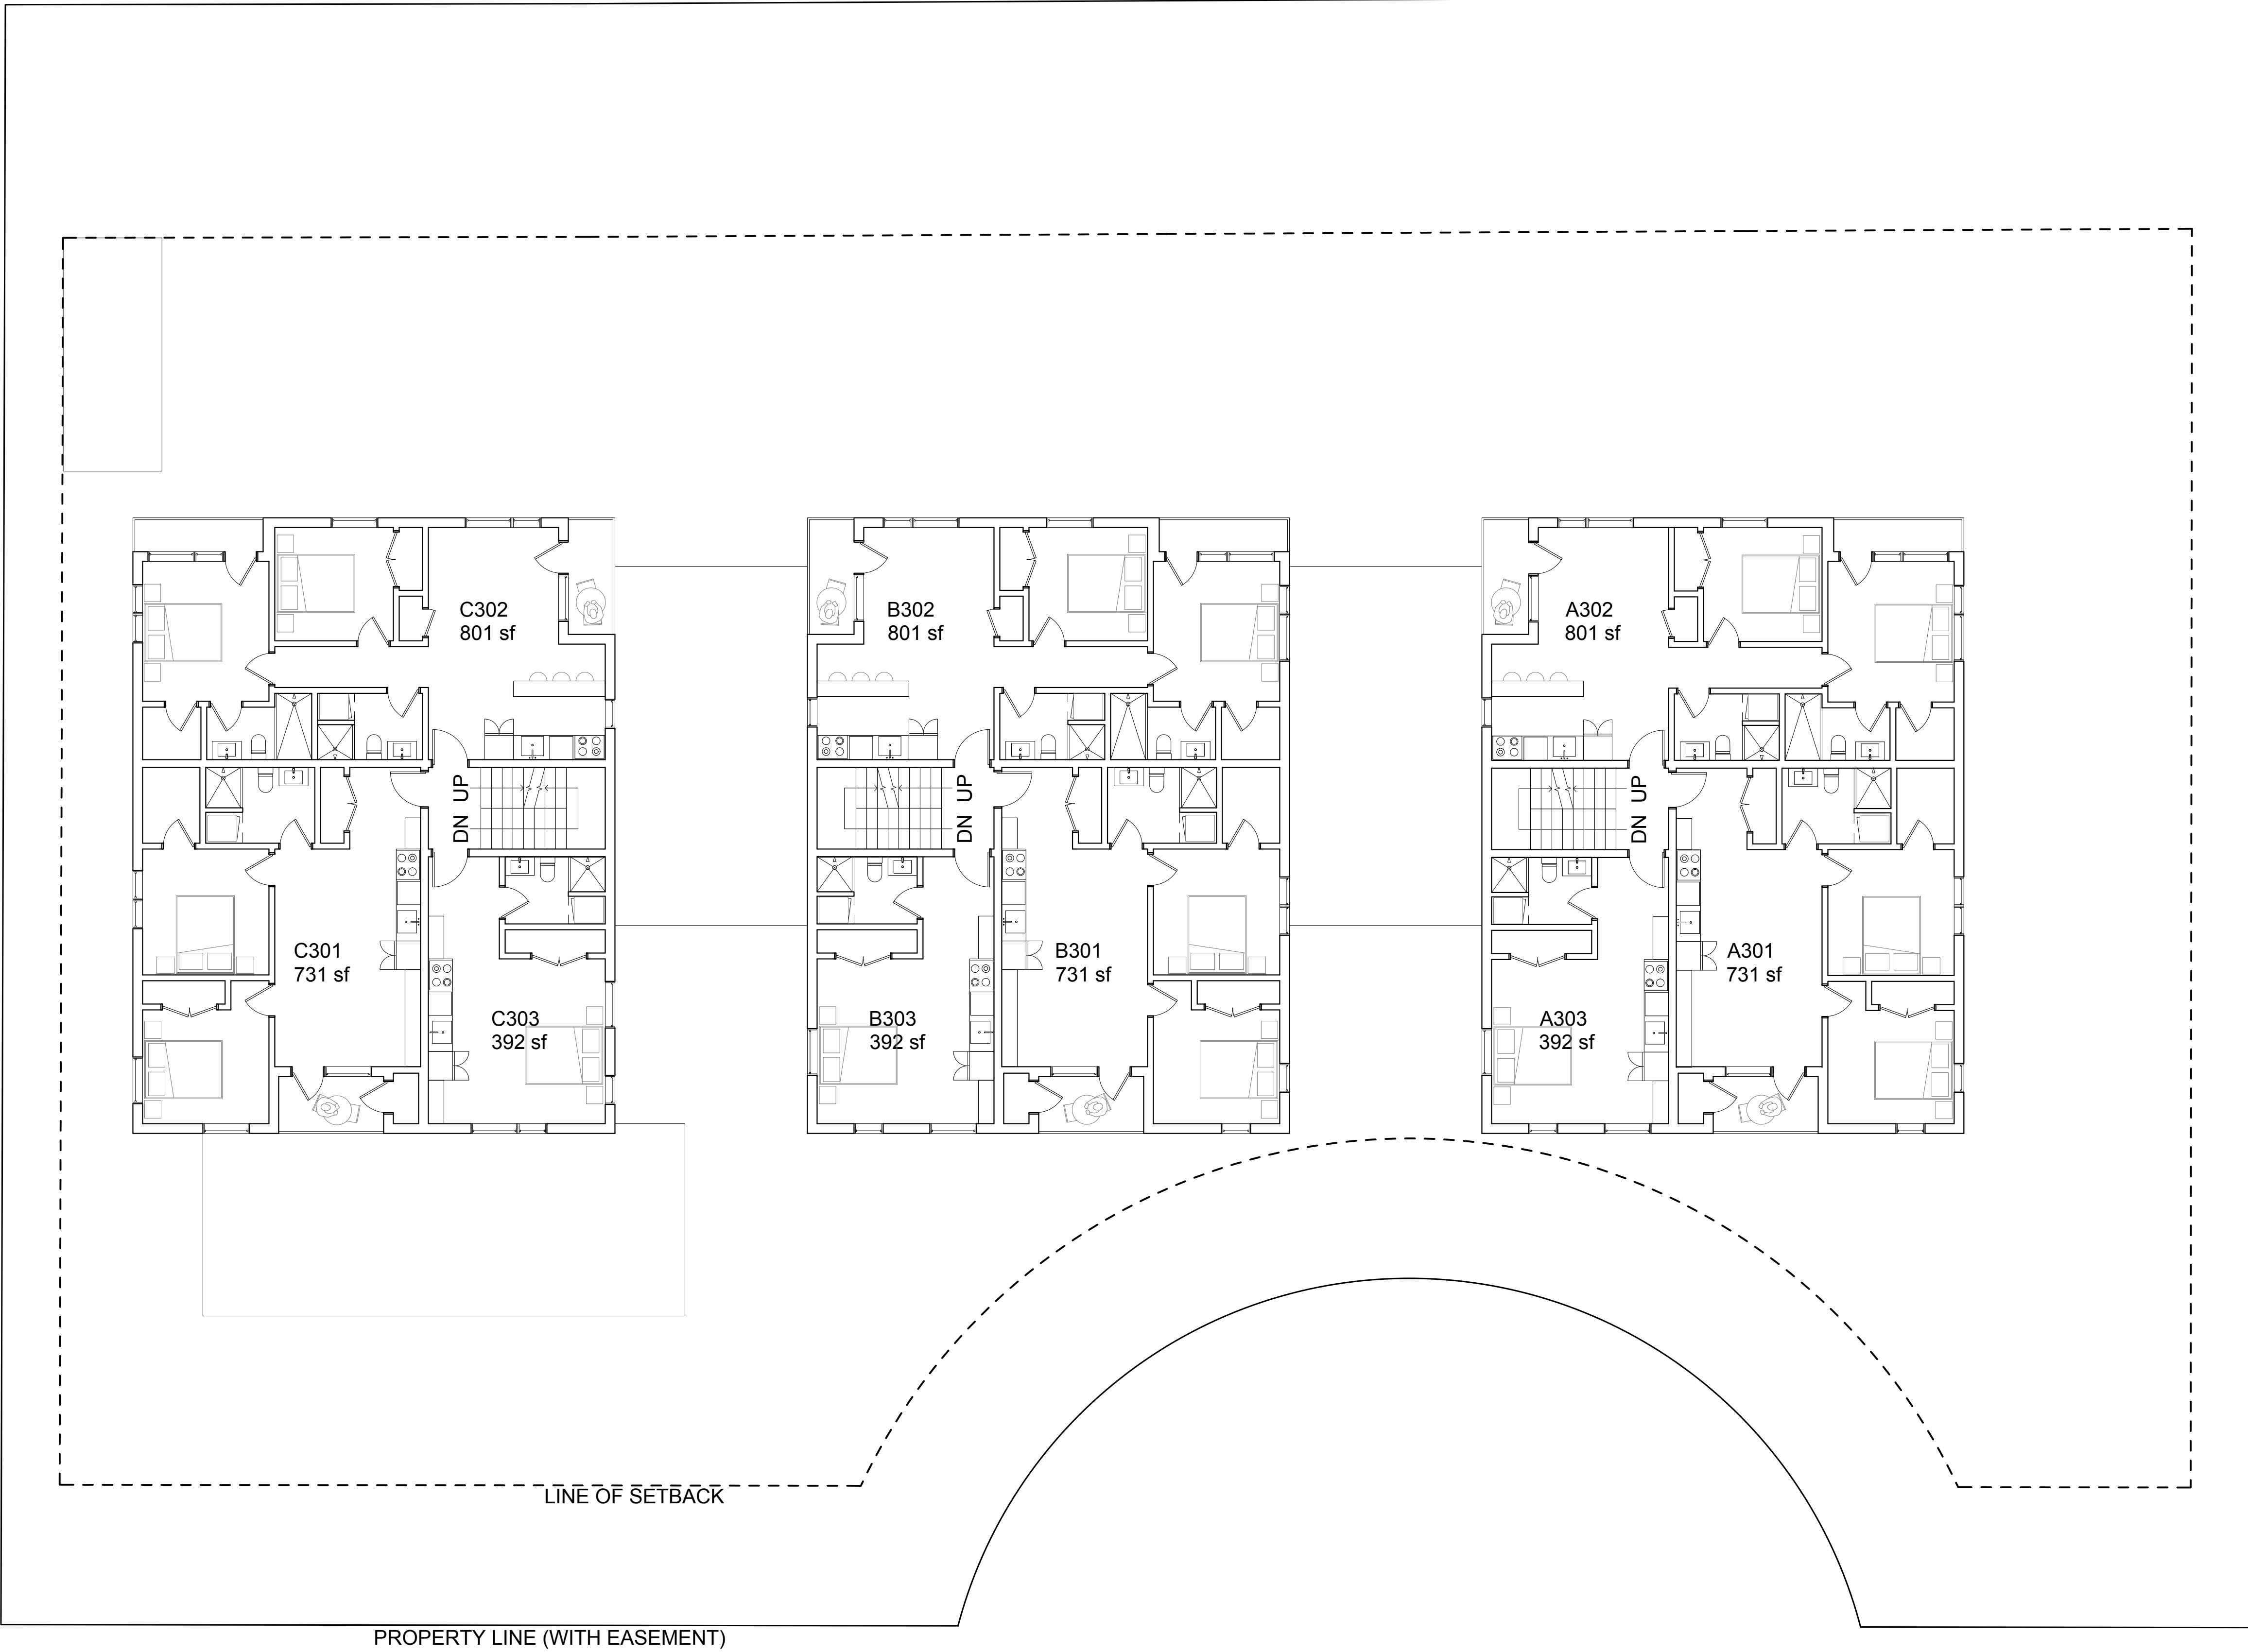 C302
801 sf
B302
801 sf
A302
801 sf
DN UP
DN UP
DN UP
C301
731 sf
B301
731 sf
A301
731 sf
C303
392 sf
B303
392 sf
A303
392 sf
LINE OF SETBACK
PROPERTY LINE (WITH EASEMENT)